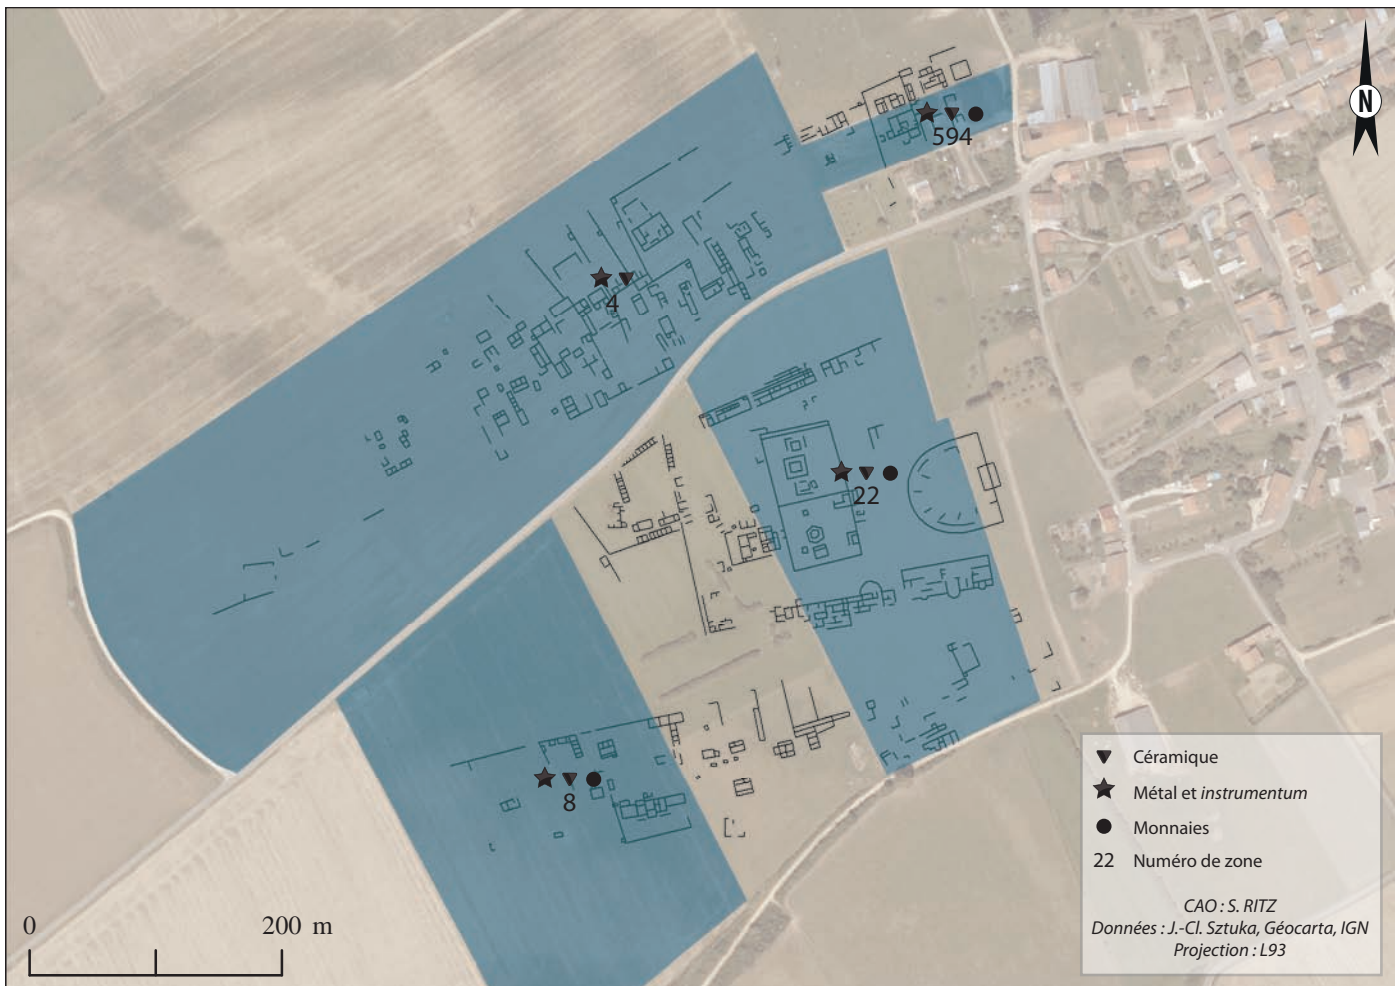 N
594
4
22
8
Céramique
Métal et instrumentum
Monnaies
22 Numéro de zone
CAO : S. RITZ
Données : J.-Cl. Sztuka, Géocarta, IGN
Projection : L93
0 200 m